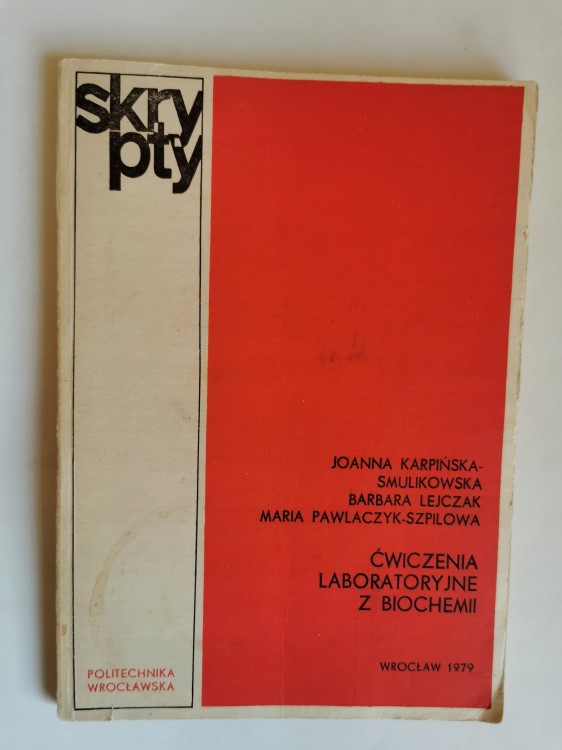 skry
pty
JOANNA KARPIŃSKA-
SMULIKOWSKA
BARBARA LEJCZAK
MARIA PAWLACZYK-SZPILOWA
ĆWICZENIA
LABORATORYJNE
Z BIOCHEMII
POLITECHNIKA
WROCŁAWSKA
WROCŁAW 1979